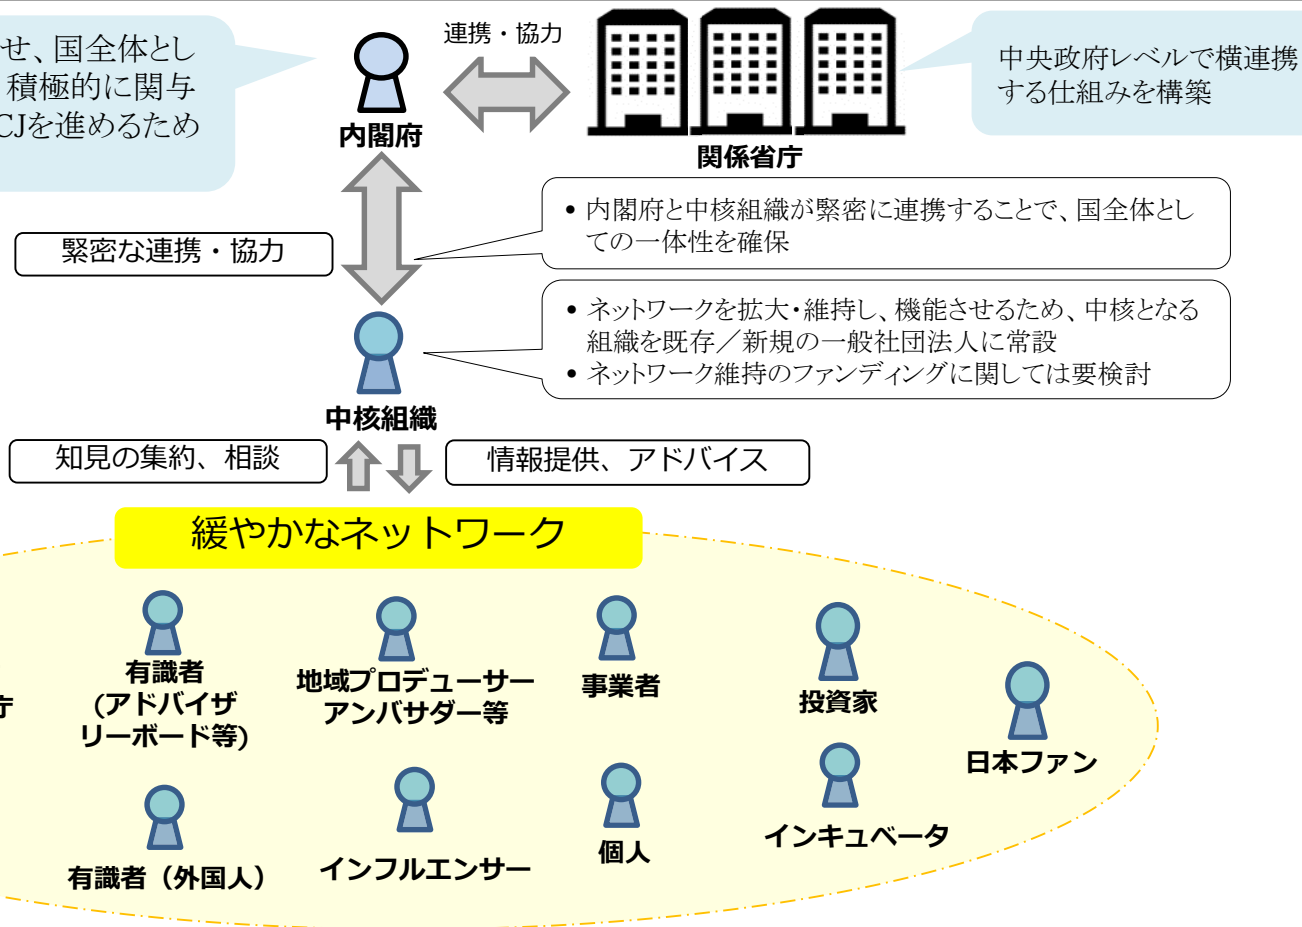 せ、国全体とし
積極的に関与
CJを進めるため
連携・協力
中央政府レベルで横連携
する仕組みを構築
内閣府
関係省庁
• 内閣府と中核組織が緊密に連携することで、国全体とし
ての一体性を確保
緊密な連携・協力
• ネットワークを拡大・維持し、機能させるため、中核となる
組織を既存／新規の一般社団法人に常設
• ネットワーク維持のファンディングに関しては要検討
中核組織
知見の集約、相談
情報提供、アドバイス
緩やかなネットワーク
庁
有識者
(アドバイザ
リーボード等)
地域プロデューサー
アンバサダー等
事業者
投資家
日本ファン
有識者（外国人）
インフルエンサー
個人
インキュベータ